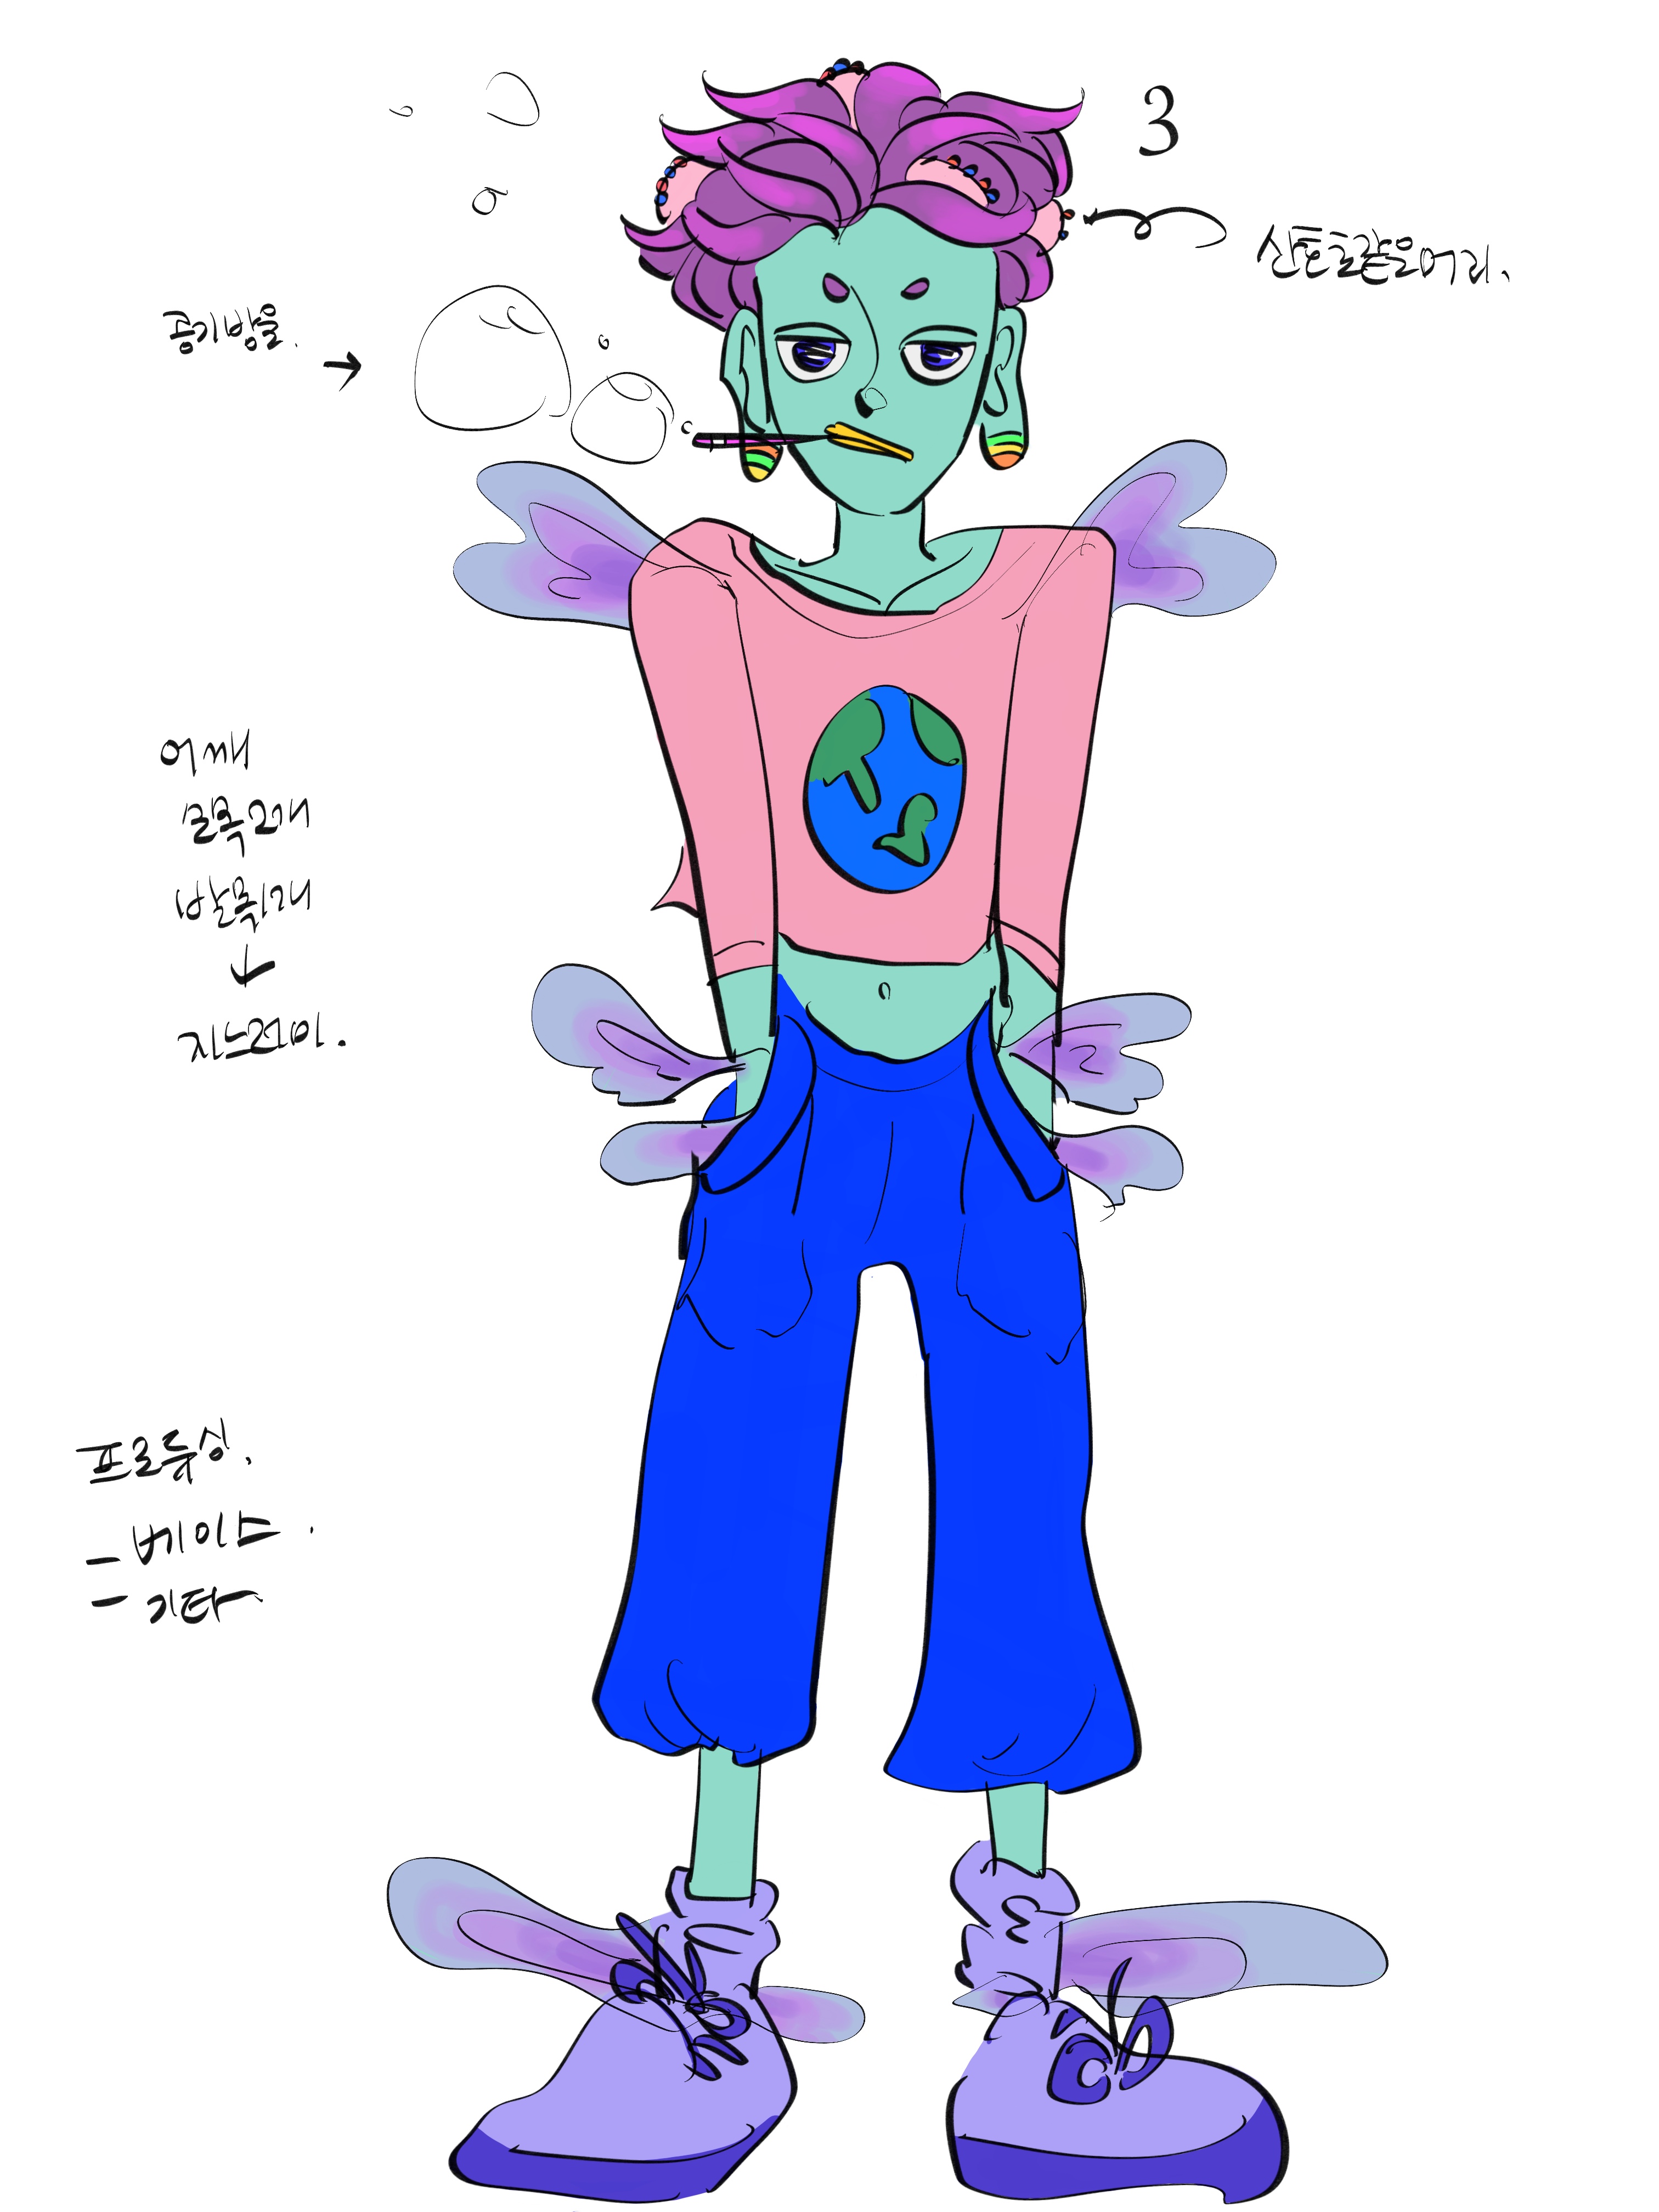 3
산호초같은머리.
공기방울.
어깨
손목2개
발목1개
지느러미.
프로듀싱.
- 베이스.
- 기타